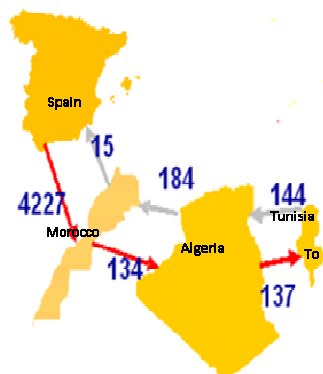 Spain
15
4227
184
144
Tunisia
Morocco
Algeria
To
134
137